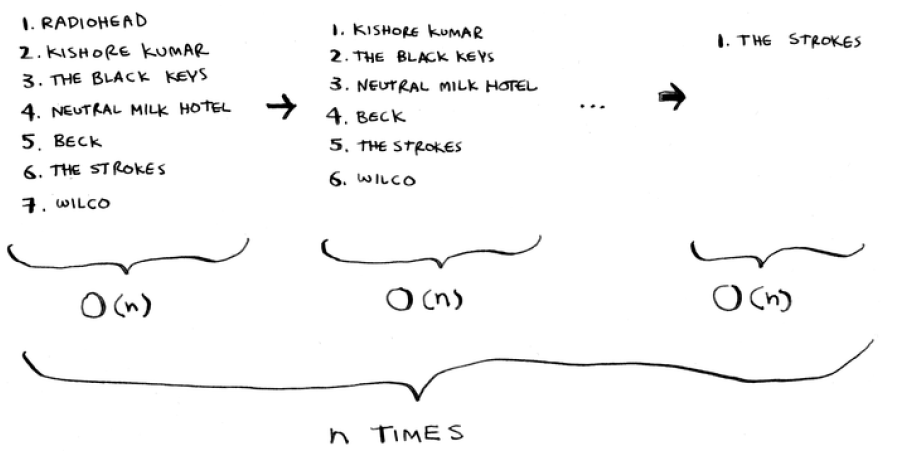 1. RADIOHEAD
2. KISHORE KUMAR
3. THE BLACK KEYS
4. NEUTRAL MILK HOTEL
5. BECK
6. THE STROKES
7. WILCO
1. KISHORE KUMAR
2. THE BLACK KEYS
3. NEUTRAL MILK HOTEL
4. BECK
5. THE STROKES
6. WILCO
...
1. THE STROKES
O(n)
O(n)
O(n)
n TIMES